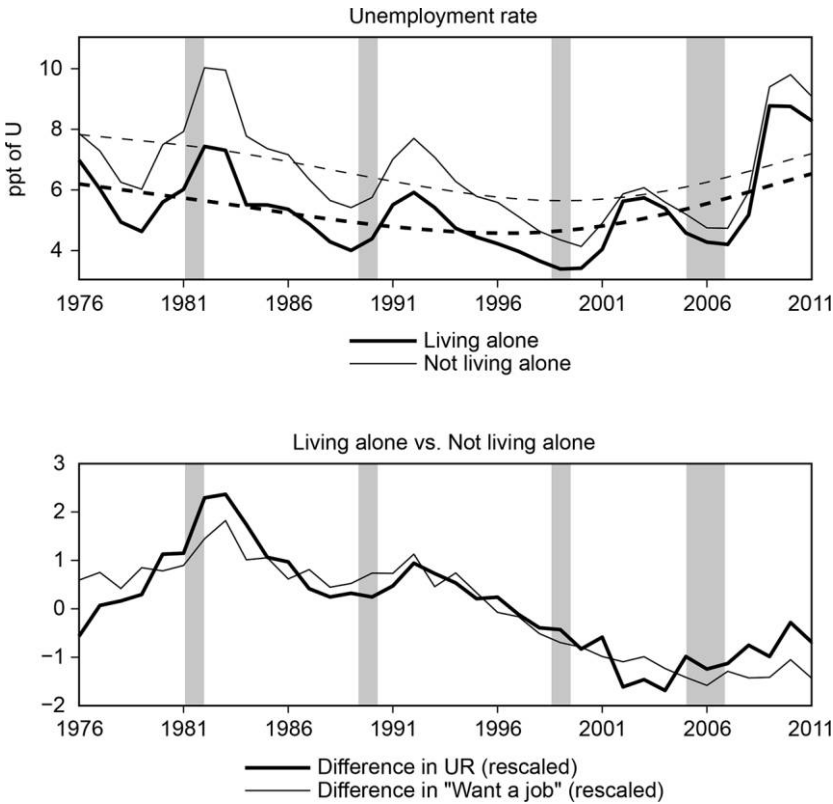 Unemployment rate
ppt of U
10
8
6
4
1976 1981 1986 1991 1996 2001 2006 2011
Living alone
Not living alone
Living alone vs. Not living alone
3
2
1
0
−1
−2
1976 1981 1986 1991 1996 2001 2006 2011
Difference in UR (rescaled)
Difference in "Want a job" (rescaled)